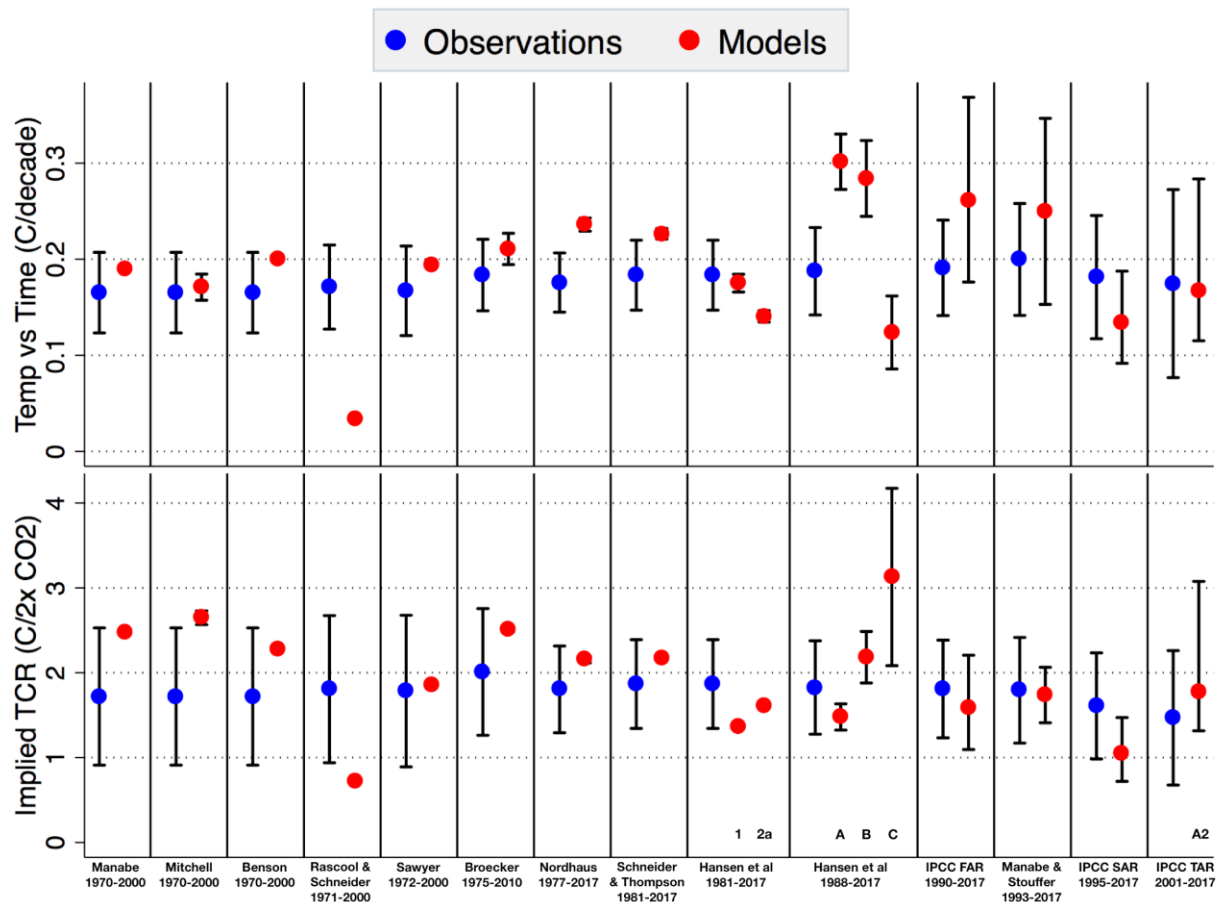 Observations Models
Temp vs Time (C/decade)
0.3
0.2
0.1
0
Implied TCR (C/2x CO2)
4
3
2
1
0
1 2a A B C A2
Manabe
1970-2000
Mitchell
1970-2000
Benson
1970-2000
Rascool &
Schneider
1971-2000
Sawyer
1972-2000
Broecker
1975-2010
Nordhaus
1977-2017
Schneider
& Thompson
1981-2017
Hansen et al
1981-2017
Hansen et al
1988-2017
IPCC FAR
1990-2017
Manabe &
Stouffer
1993-2017
IPCC SAR
1995-2017
IPCC TAR
2001-2017